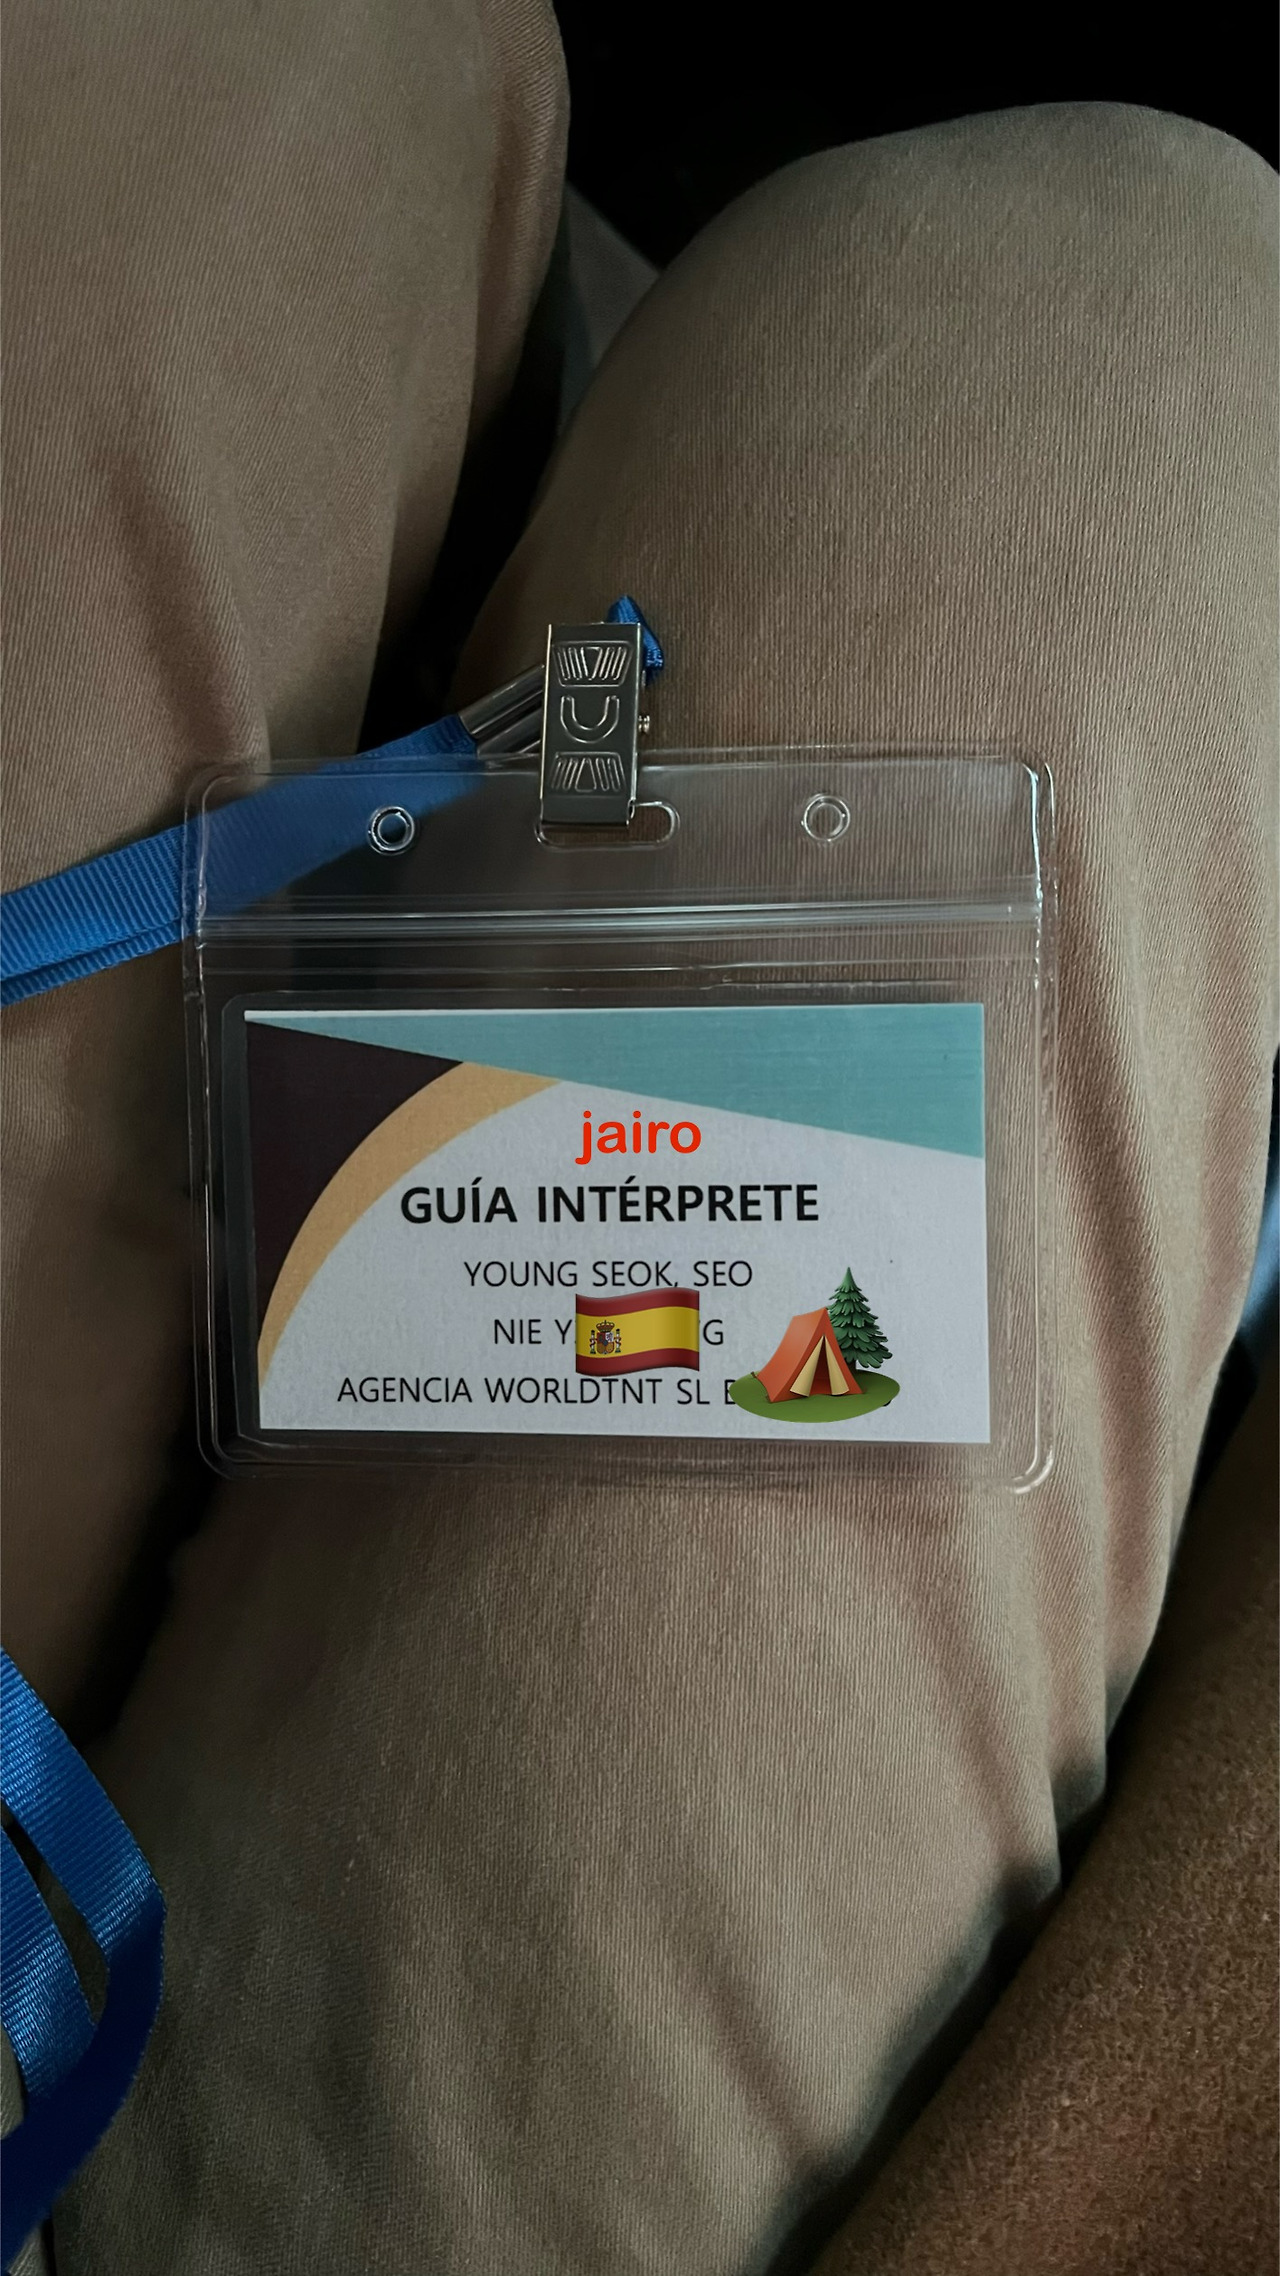 jairo
GUÍA INTÉRPRETE
YOUNG SEOK, SEO
NIE
AGENCIA WORLDTNT SL